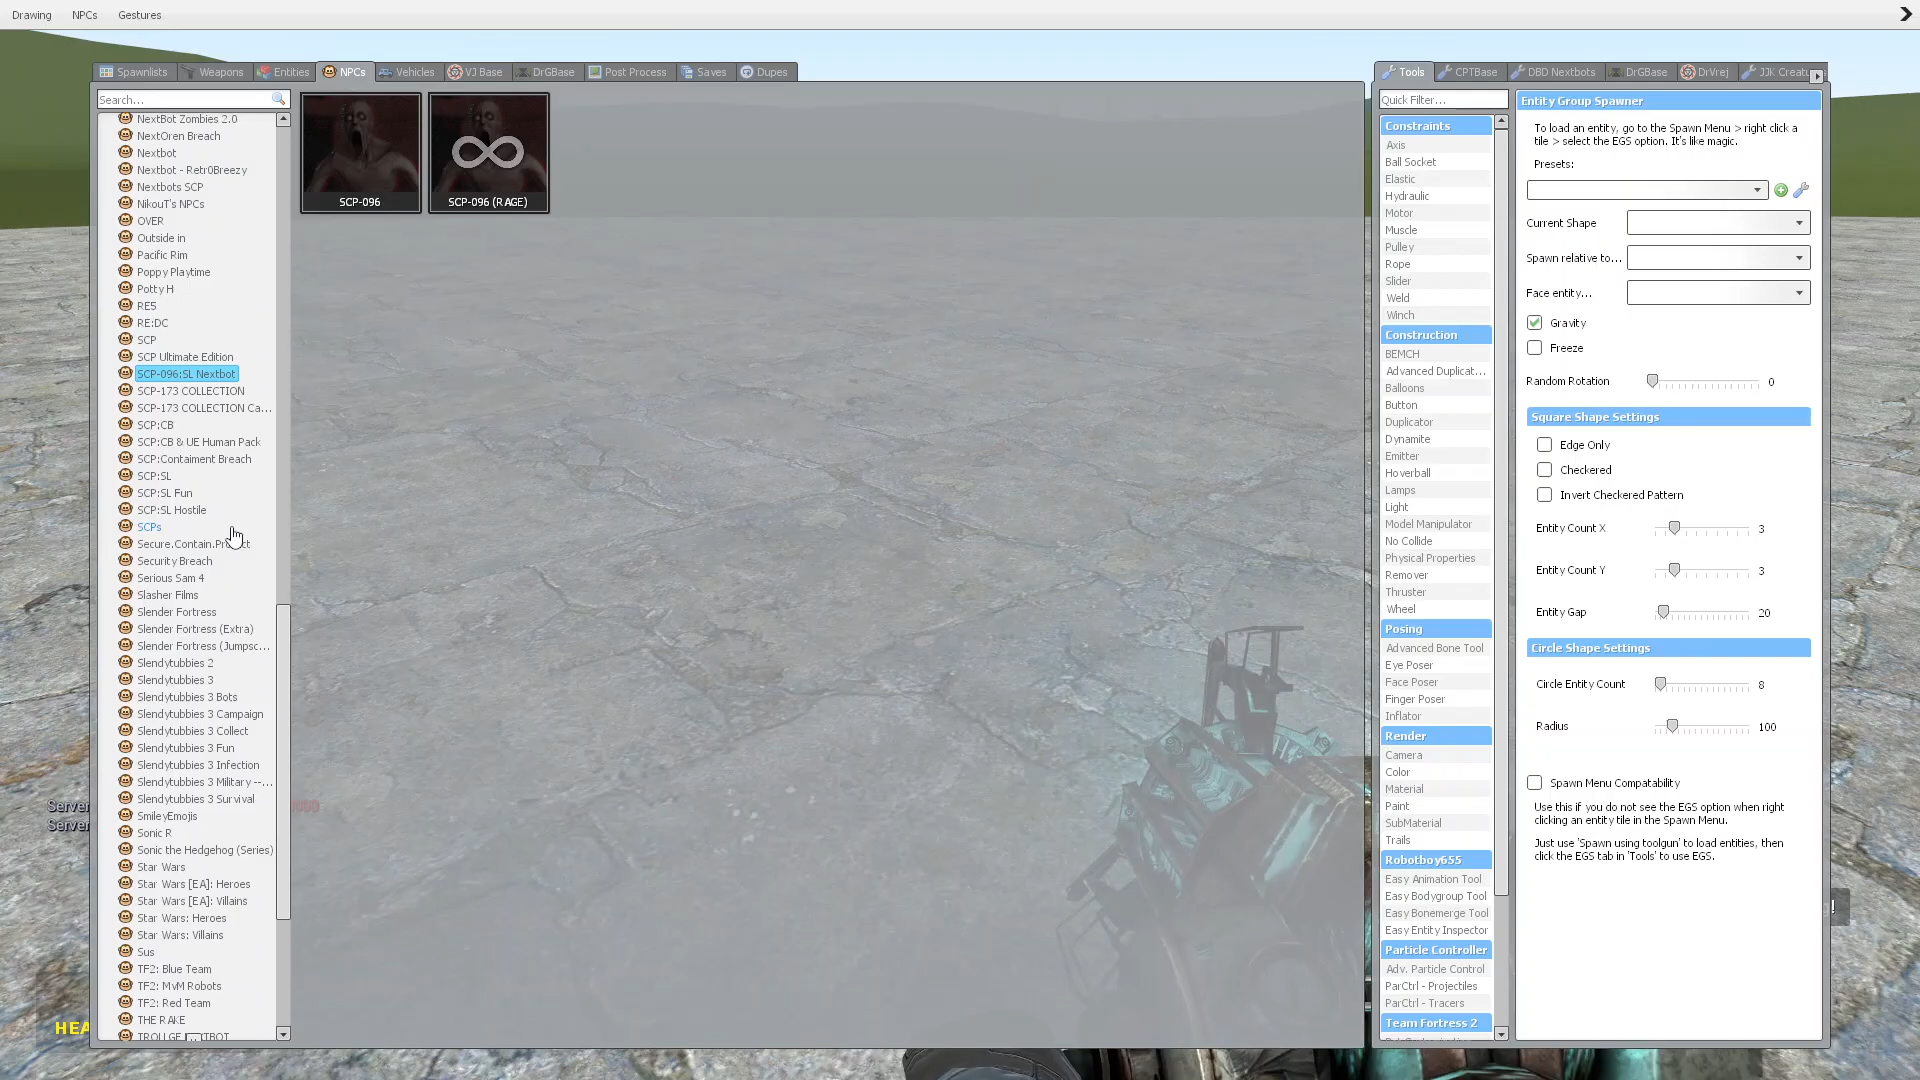 Drawing
NPCs
Gestures
Spawnlists
Weapons
Entities
NPCs
Vehicles
VJ Base
DrGBase
Post Process
Saves
Dupes
Search...
NextBot Zombies 2.0
NextOren Breach
Nextbot
Nextbot - Retr0Breezy
Nextbots SCP
NikouT's NPCs
OVER
Outside in
Pacific Rim
Poppy Playtime
Potty H
RE5
RE:DC
SCP
SCP Ultimate Edition
SCP-096:SL Nextbot
SCP-173 COLLECTION
SCP-173 COLLECTION Ca...
SCP:CB
SCP:CB & UE Human Pack
SCP:Contaiment Breach
SCP:SL
SCP:SL Fun
SCP:SL Hostile
SCPs
Secure.Contain.Pr
Security Breach
Serious Sam 4
Slasher Films
Slender Fortress
Slender Fortress (Extra)
Slender Fortress (Jumpsc...
Slendytubbies 2
Slendytubbies 3
Slendytubbies 3 Bots
Slendytubbies 3 Campaign
Slendytubbies 3 Collect
Slendytubbies 3 Fun
Slendytubbies 3 Infection
Slendytubbies 3 Military --...
Slendytubbies 3 Survival
SmileyEmojis
Sonic R
Sonic the Hedgehog (Series)
Star Wars
Star Wars [EA]: Heroes
Star Wars [EA]: Villains
Star Wars: Heroes
Star Wars: Villains
Sus
TF2: Blue Team
TF2: MvM Robots
TF2: Red Team
THE RAKE
SCP-096
SCP-096 (RAGE)
Server
Server
HEA
Tools
CPTBase
DBD Nextbots
DrGBase
DrVrej
JJK Creatu
Quick Filter...
Constraints
Axis
Ball Socket
Elastic
Hydraulic
Motor
Muscle
Pulley
Rope
Slider
Weld
Winch
Construction
BEMCH
Advanced Duplicat...
Balloons
Button
Duplicator
Dynamite
Emitter
Hoverball
Lamps
Light
Model Manipulator
No Collide
Physical Properties
Remover
Thruster
Wheel
Posing
Advanced Bone Tool
Eye Poser
Face Poser
Finger Poser
Inflator
Render
Camera
Color
Material
Paint
SubMaterial
Trails
Robotboy655
Easy Animation Tool
Easy Bodygroup Tool
Easy Bonemerge Tool
Easy Entity Inspector
Particle Controller
Adv. Particle Control
ParCtrl - Projectiles
ParCtrl - Tracers
Team Fortress 2
Entity Group Spawner
To load an entity, go to the Spawn Menu > right click a
tile > select the EGS option. It's like magic.
Presets:
Current Shape
Spawn relative to...
Face entity...
Gravity
Freeze
Random Rotation 0
Square Shape Settings
Edge Only
Checkered
Invert Checkered Pattern
Entity Count X 3
Entity Count Y 3
Entity Gap 20
Circle Shape Settings
Circle Entity Count 8
Radius 100
Spawn Menu Compatability
Use this if you do not see the EGS option when right
clicking an entity tile in the Spawn Menu.
Just use 'Spawn using toolgun' to load entities, then
click the EGS tab in 'Tools' to use EGS.